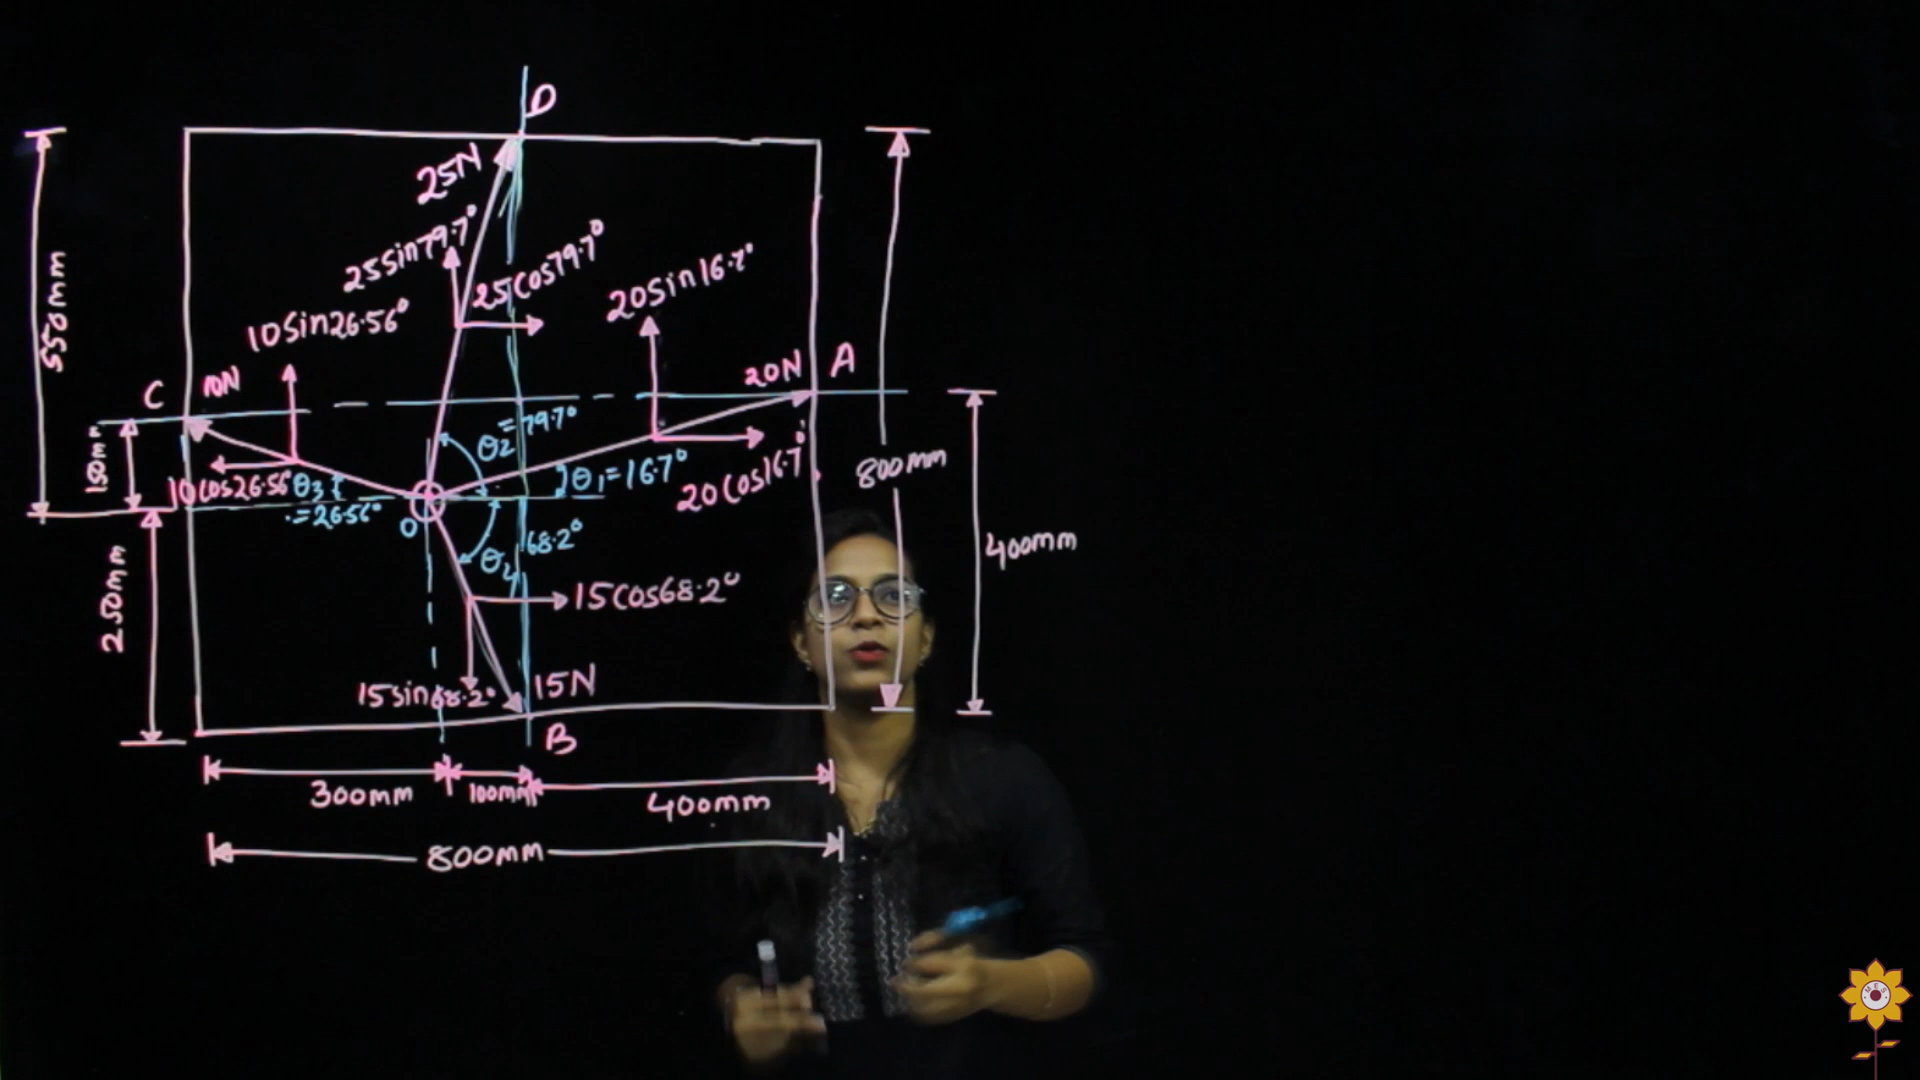 D
25N
25Sin79.7°
25Cos79.7°
20Sin16.7°
10Sin26.56°
550mm
C
10N
20N
A
θ2=79.7°
150mm
10Cos26.56°
θ3
=26.56°
θ1=16.7°
20Cos16.7°
800mm
O
68.2°
θ4
400mm
250mm
15Cos68.2°
15sin68.2°
15N
B
300mm
100mm
400mm
800mm
MES